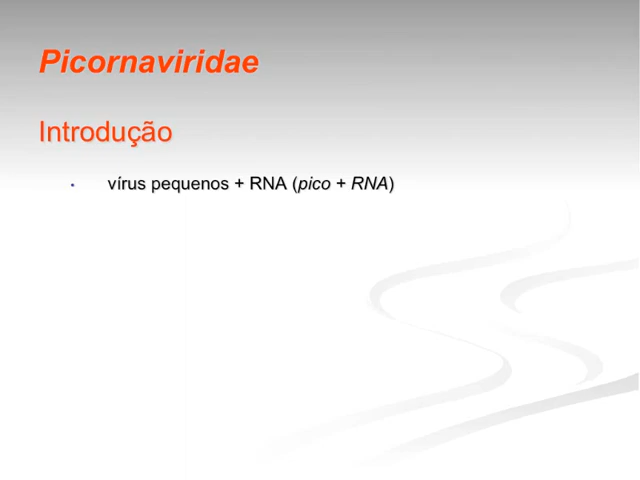 Picornaviridae
Introdução
• vírus pequenos + RNA (pico + RNA)